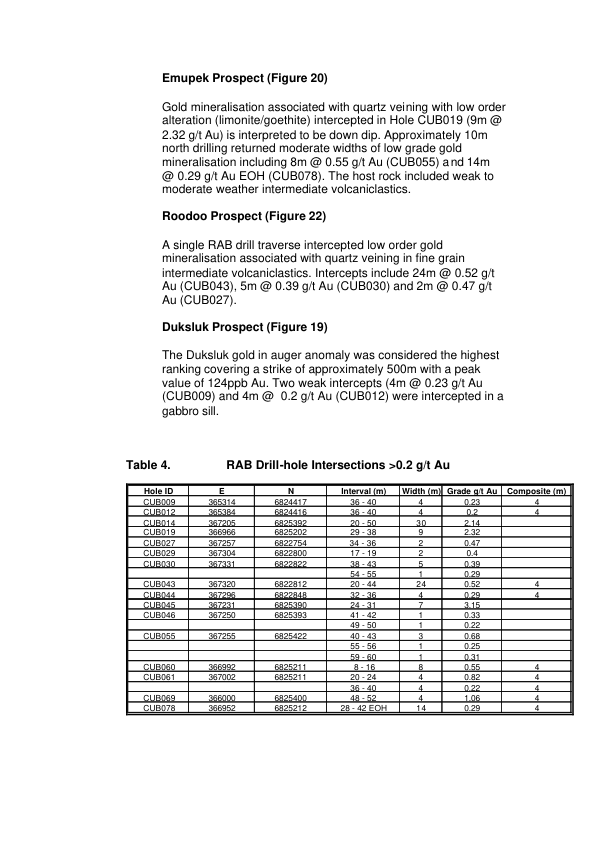 Emupek Prospect (Figure 20)
Gold mineralisation associated with quartz veining with low order
alteration (limonite/goethite) intercepted in Hole CUB019 (9m @
2.32 g/t Au) is interpreted to be down dip. Approximately 10m
north drilling returned moderate widths of low grade gold
mineralisation including 8m @ 0.55 g/t Au (CUB055) and 14m
@ 0.29 g/t Au EOH (CUB078). The host rock included weak to
moderate weather intermediate volcaniclastics.
Roodoo Prospect (Figure 22)
A single RAB drill traverse intercepted low order gold
mineralisation associated with quartz veining in fine grain
intermediate volcaniclastics. Intercepts include 24m @ 0.52 g/t
Au (CUB043), 5m @ 0.39 g/t Au (CUB030) and 2m @ 0.47 g/t
Au (CUB027).
Duksluk Prospect (Figure 19)
The Duksluk gold in auger anomaly was considered the highest
ranking covering a strike of approximately 500m with a peak
value of 124ppb Au. Two weak intercepts (4m @ 0.23 g/t Au
(CUB009) and 4m @ 0.2 g/t Au (CUB012) were intercepted in a
gabbro sill.
Table 4. RAB Drill-hole Intersections >0.2 g/t Au
Hole ID E N Interval (m) Width (m) Grade g/t Au Composite (m)
CUB009 365314 6824417 36 - 40 4 0.23 4
CUB012 365384 6824416 36 - 40 4 0.2 4
CUB014 367205 6825392 20 - 50 30 2.14
CUB019 366966 6825202 29 - 38 9 2.32
CUB027 367257 6822754 34 - 36 2 0.47
CUB029 367304 6822800 17 - 19 2 0.4
CUB030 367331 6822822 38 - 43 5 0.39
54 - 55 1 0.29
CUB043 367320 6822812 20 - 44 24 0.52 4
CUB044 367296 6822848 32 - 36 4 0.29 4
CUB045 367231 6825390 24 - 31 7 3.15
CUB046 367250 6825393 41 - 42 1 0.33
49 - 50 1 0.22
CUB055 367255 6825422 40 - 43 3 0.68
55 - 56 1 0.25
59 - 60 1 0.31
CUB060 366992 6825211 8 - 16 8 0.55 4
CUB061 367002 6825211 20 - 24 4 0.82 4
36 - 40 4 0.22 4
CUB069 366000 6825400 48 - 52 4 1.06 4
CUB078 366952 6825212 28 - 42 EOH 14 0.29 4